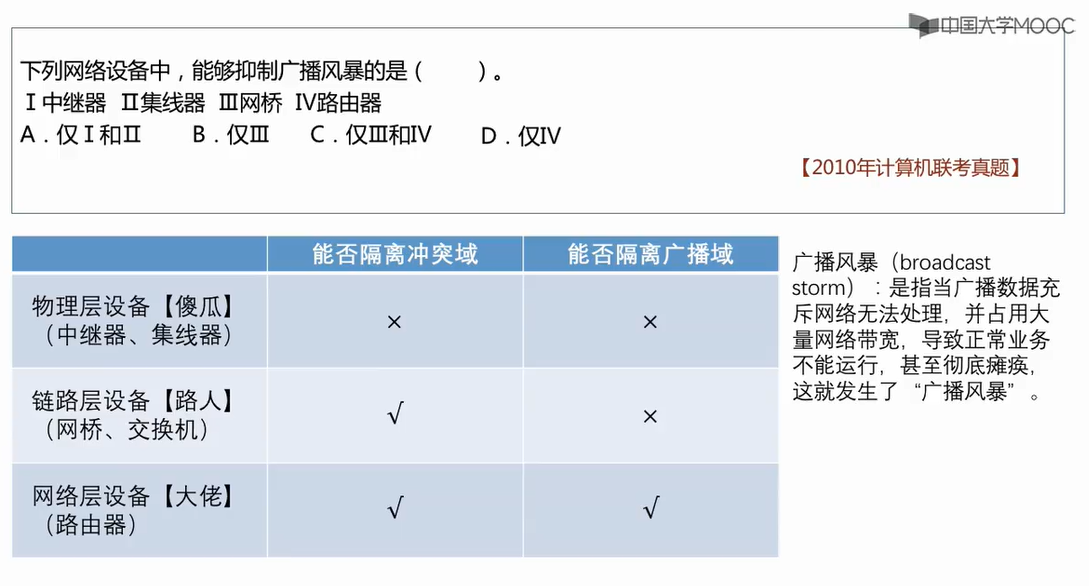 中国大学MOOC
下列网络设备中，能够抑制广播风暴的是（　　）。
Ⅰ中继器 Ⅱ集线器 Ⅲ网桥 Ⅳ路由器
A．仅Ⅰ和Ⅱ B．仅Ⅲ C．仅Ⅲ和Ⅳ D．仅Ⅳ
【2010年计算机联考真题】
能否隔离冲突域 能否隔离广播域
物理层设备【傻瓜】
（中继器、集线器）
× ×
链路层设备【路人】
（网桥、交换机）
√ ×
网络层设备【大佬】
（路由器）
√ √
广播风暴（broadcast
storm）：是指当广播数据充
斥网络无法处理，并占用大
量网络带宽，导致正常业务
不能运行，甚至彻底瘫痪，
这就发生了“广播风暴”。